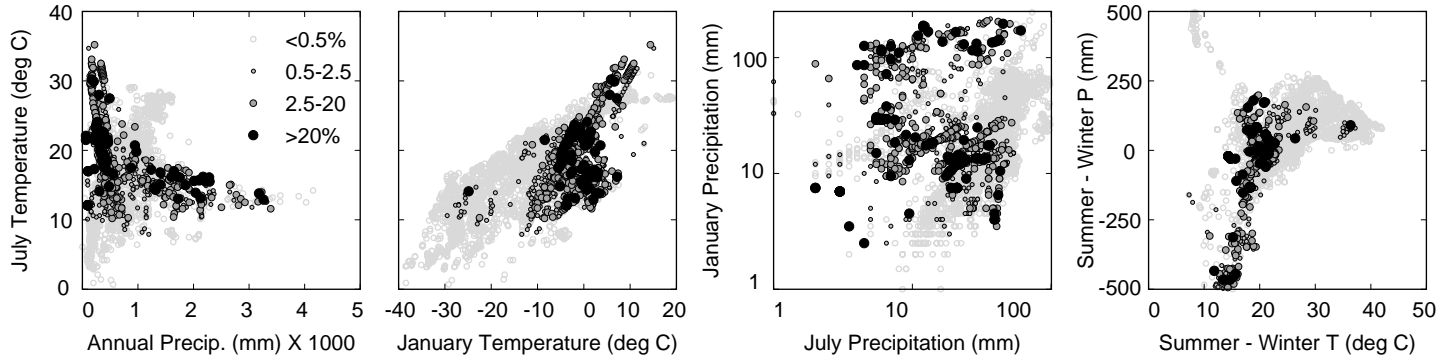 July Temperature (deg C)
40
30
20
10
0
0 1 2 3 4 5
Annual Precip. (mm) X 1000
<0.5%
0.5-2.5
2.5-20
>20%
-40 -30 -20 -10 0 10 20
January Temperature (deg C)
January Precipitation (mm)
100
10
1
1 10 100
July Precipitation (mm)
Summer - Winter P (mm)
500
250
0
-250
-500
0 10 20 30 40 50
Summer - Winter T (deg C)